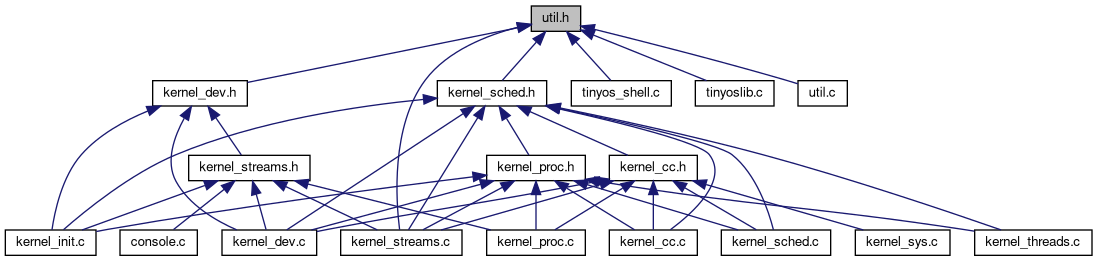 util.h
kernel_dev.h
kernel_sched.h
tinyos_shell.c
tinyoslib.c
util.c
kernel_streams.h
kernel_proc.h
kernel_cc.h
kernel_init.c
console.c
kernel_dev.c
kernel_streams.c
kernel_proc.c
kernel_cc.c
kernel_sched.c
kernel_sys.c
kernel_threads.c